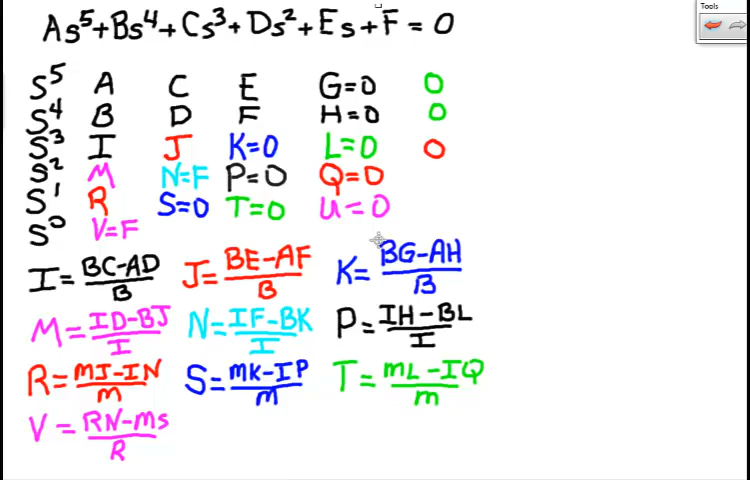 Tools
As⁵+Bs⁴+Cs³+Ds²+Es+F=0
S⁵ A C E G=0 0
S⁴ B D F H=0 0
S³ I J K=0 L=0 0
S² M N=F P=0 Q=0
S¹ R S=0 T=0 U=0
S⁰ V=F
I=(BC-AD)/B J=(BE-AF)/B K=(BG-AH)/B
M=(ID-BJ)/I N=(IF-BK)/I P=(IH-BL)/I
R=(MJ-IN)/M S=(MK-IP)/M T=(mL-IQ)/m
V=(RN-ms)/R